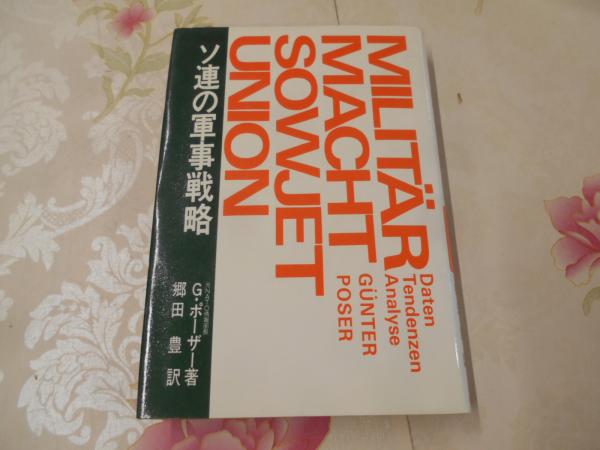 MILITÄR
MACHT
SOWJET
UNION
Daten
Tendenzen
Analyse
GÜNTER
POSER
ソ連の軍事戦略
G・ポーザー著
郷田 豊 訳